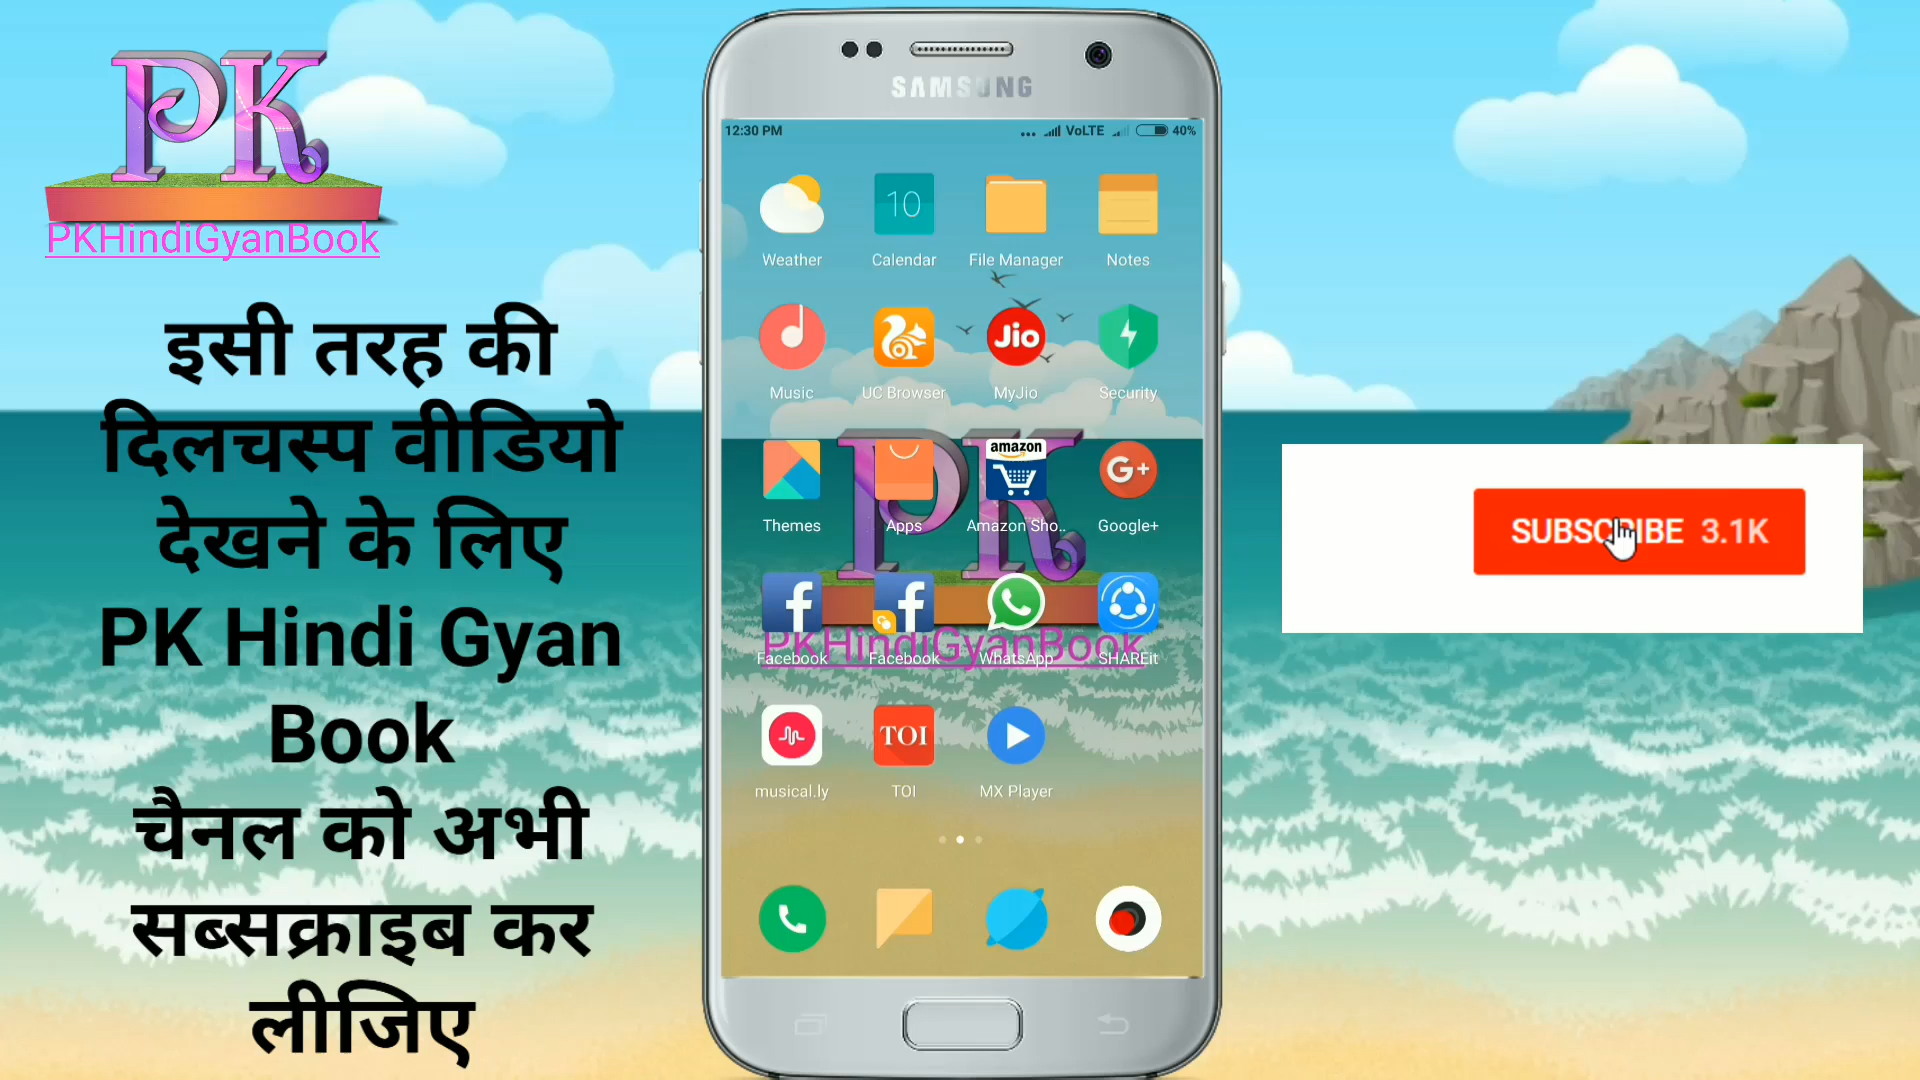 PK
PKHindiGyanBook
इसी तरह की
दिलचस्प वीडियो
देखने के लिए
PK Hindi Gyan
Book
चैनल को अभी
सब्सक्राइब कर
लीजिए
SAMSUNG
12:30 PM
... VoLTE 40%
10
Weather Calendar File Manager Notes
Jio
Music UC Browser MyJio Security
PK
amazon
G+
Themes Apps Amazon Sho.. Google+
PKHindiGyanBook
Facebook Facebook WhatsApp SHAREit
TOI
musical.ly TOI MX Player
SUBSCRIBE 3.1K